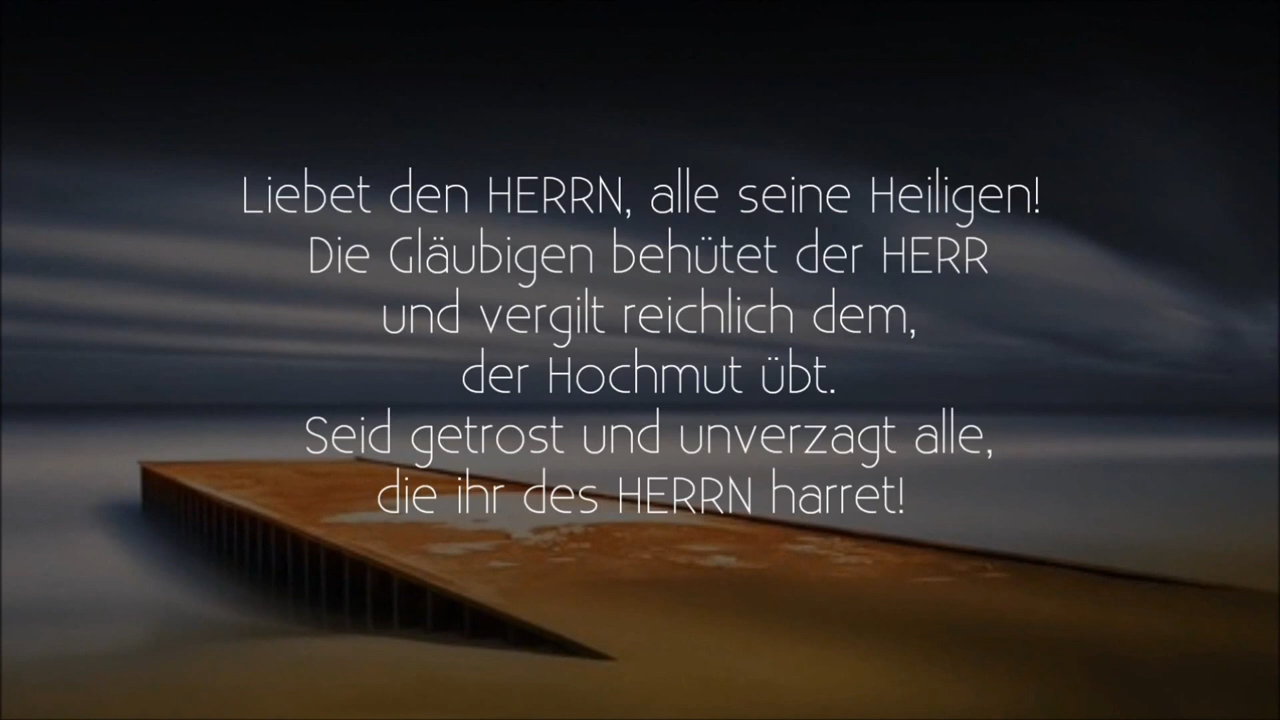 Liebet den HERRN, alle seine Heiligen!
Die Gläubigen behütet der HERR
und vergilt reichlich dem,
der Hochmut übt.
Seid getrost und unverzagt alle,
die ihr des HERRN harret!